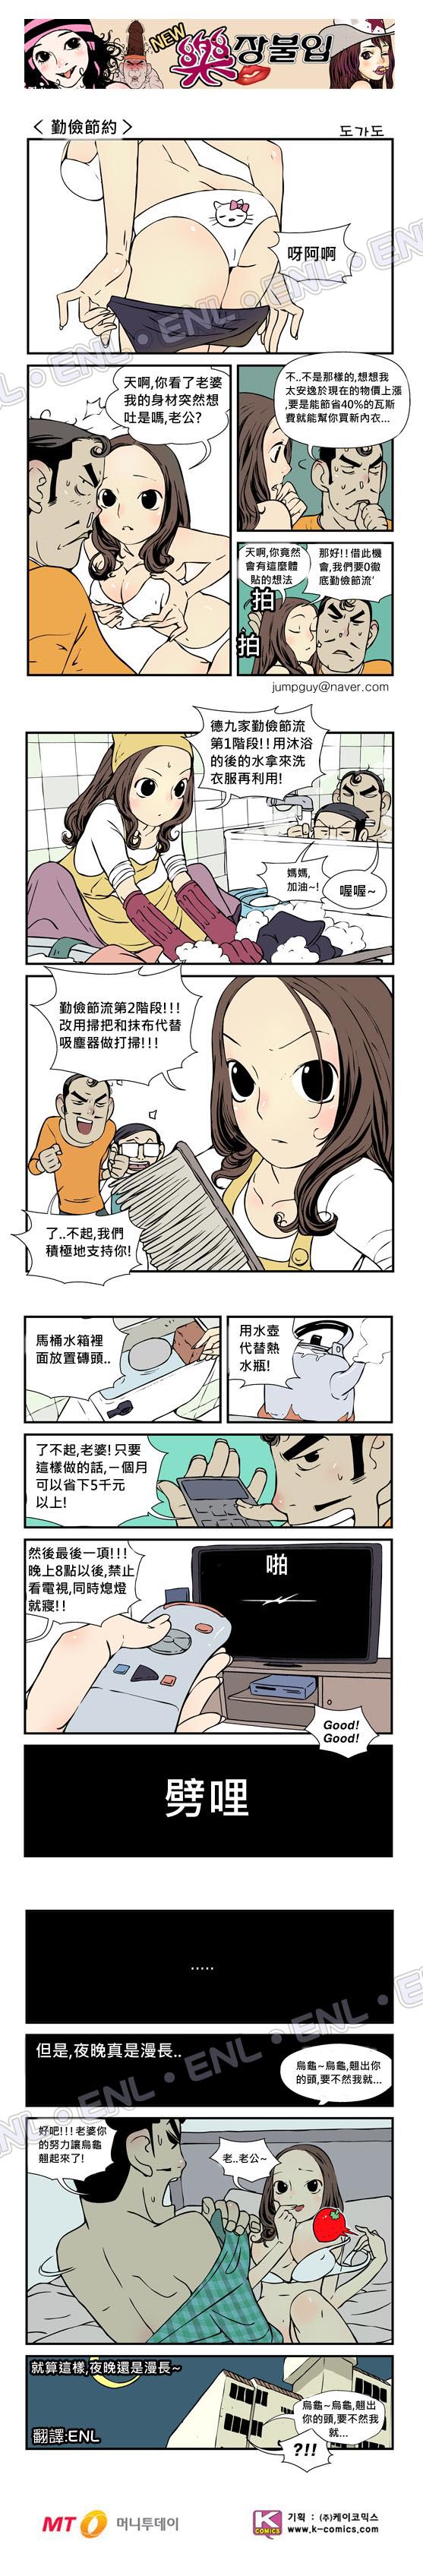 NEW 樂장불입
<勤儉節約>
도가도
呀阿啊
ENL · ENL · ENL · ENL
天啊,你看了老婆
我的身材突然想
吐是嗎,老公?
不..不是那樣的,想想我
太安逸於現在的物價上漲
,要是能節省40%的瓦斯
費就能幫你買新內衣...
天啊,你竟然
會有這麼體
貼的想法
那好!!借此機
會,我們要0徹
底勤儉節流’
拍
拍
jumpguy@naver.com
德九家勤儉節流
第1階段!!用沐浴
的後的水拿來洗
衣服再利用!
媽媽,
加油~!
喔喔~
勤儉節流第2階段!!!
改用掃把和抹布代替
吸塵器做打掃!!!
了..不起,我們
積極地支持你!
馬桶水箱裡
面放置磚頭..
用水壺
代替熱
水瓶!
了不起,老婆!只要
這樣做的話,一個月
可以省下5千元
以上!
然後最後一項!!!
晚上8點以後,禁止
看電視,同時熄燈
就寢!!
啪
Good!
Good!
劈哩
.....
但是,夜晚真是漫長..
烏龜~烏龜,翹出你
的頭,要不然我就...
ENL · ENL · ENL · ENL
好吧!!!老婆你
的努力讓烏龜
翹起來了!
老..老公~
就算這樣,夜晚還是漫長~
烏龜~烏龜,翹出
你的頭,要不然我
就...
翻譯:ENL
?!!
MT 머니투데이
K COMICS
기획 : (주)케이코믹스
www.k-comics.com